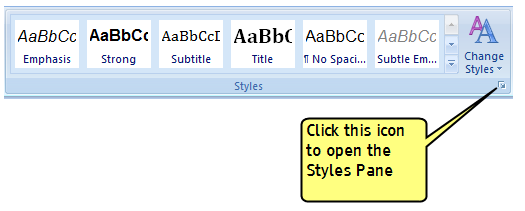 AaBbCc AaBbCc AaBbCcI AaBbC AaBbCc AaBbCc
Emphasis Strong Subtitle Title ¶ No Spaci... Subtle Em...
Change
Styles
Styles
Click this icon
to open the
Styles Pane